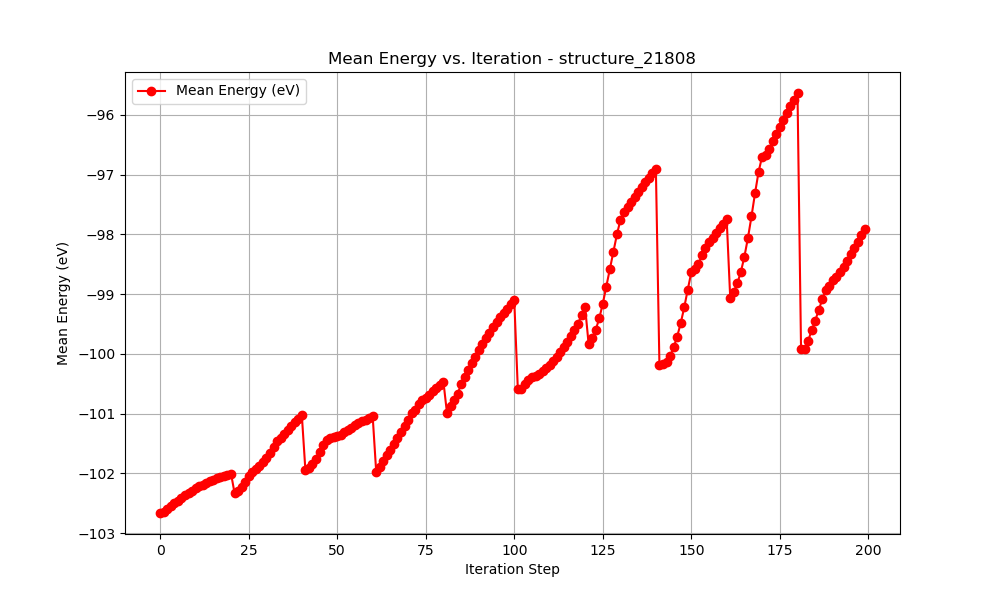 Mean Energy vs. Iteration - structure_21808
Mean Energy (eV)
−96
−97
−98
−99
−100
−101
−102
−103
Mean Energy (eV)
0 25 50 75 100 125 150 175 200
Iteration Step